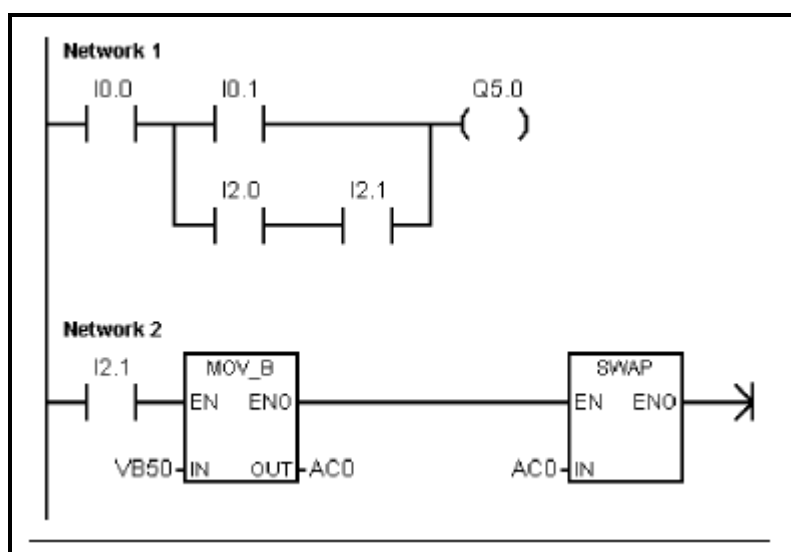 Network 1
I0.0 I0.1 Q5.0
I2.0 I2.1
Network 2
I2.1 MOV_B SWAP
EN ENO EN ENO
VB50 IN OUT AC0 AC0 IN